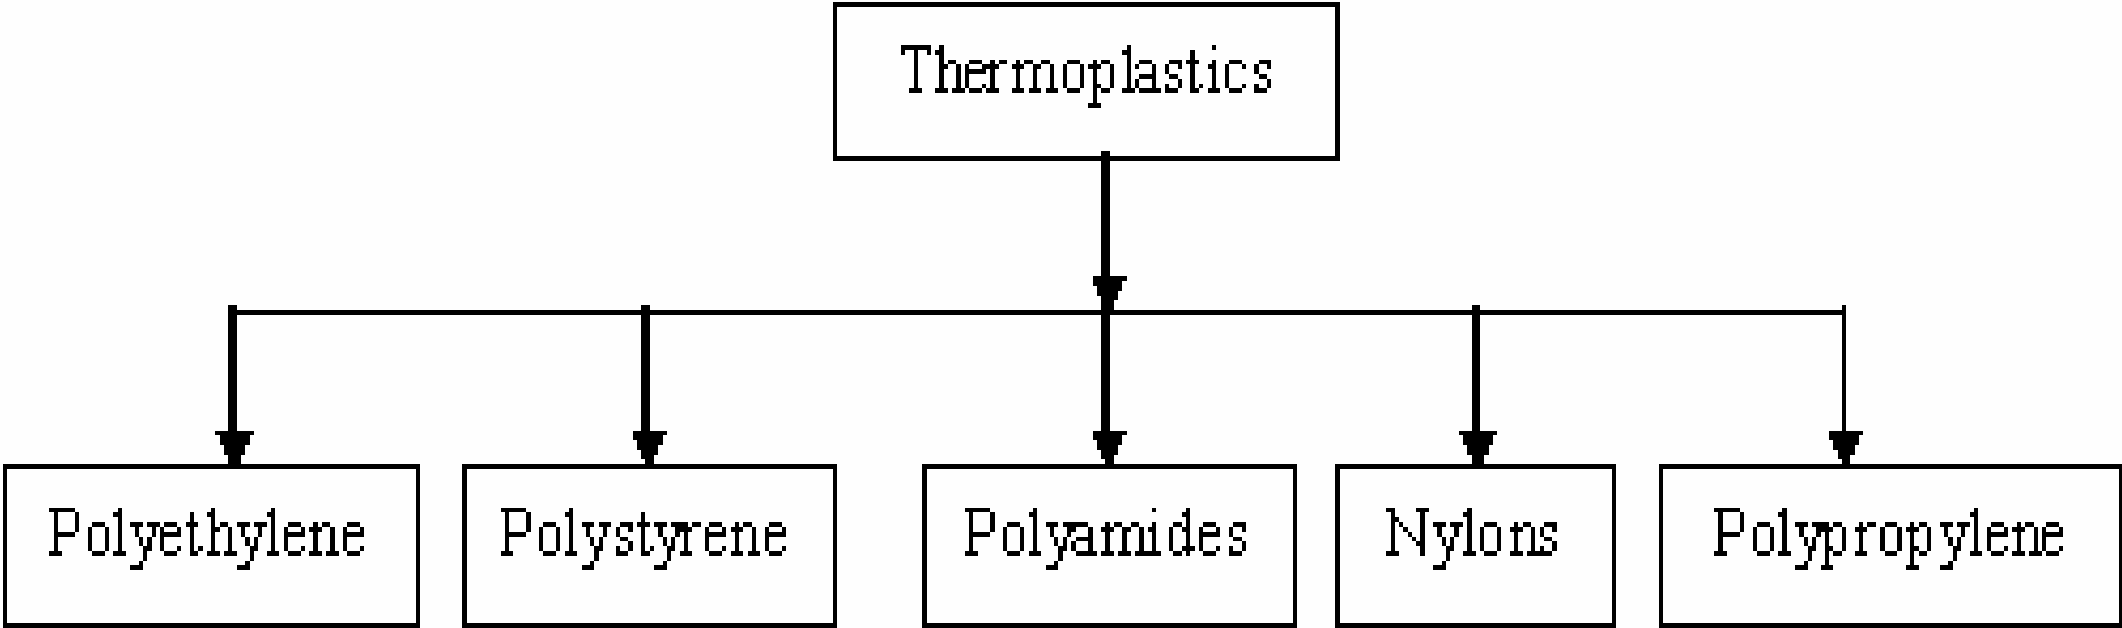 Thermoplastics
Polyethylene
Polystyrene
Polyamides
Nylons
Polypropylene